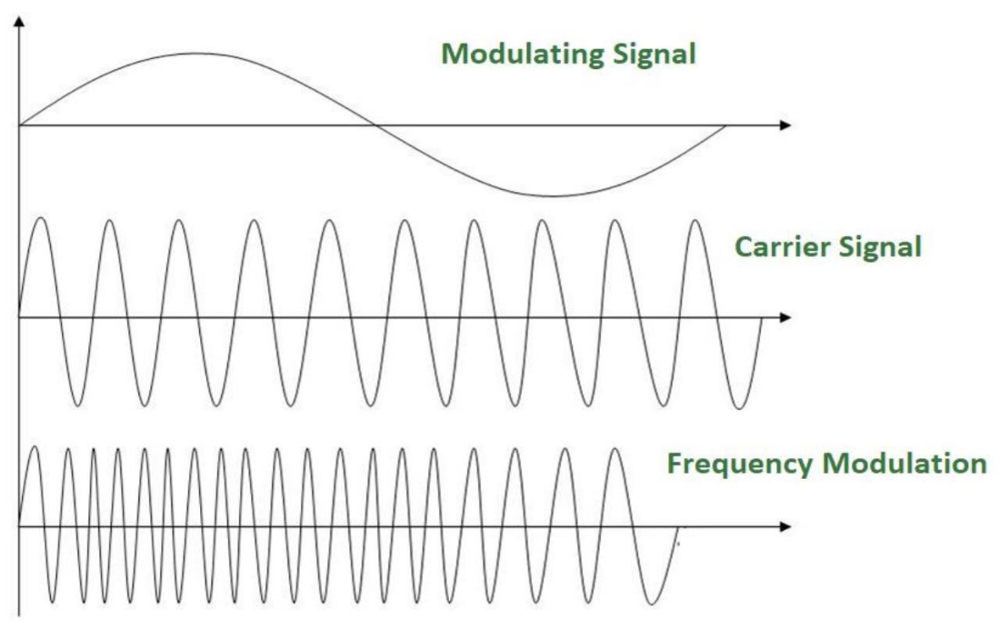 Modulating Signal
Carrier Signal
Frequency Modulation